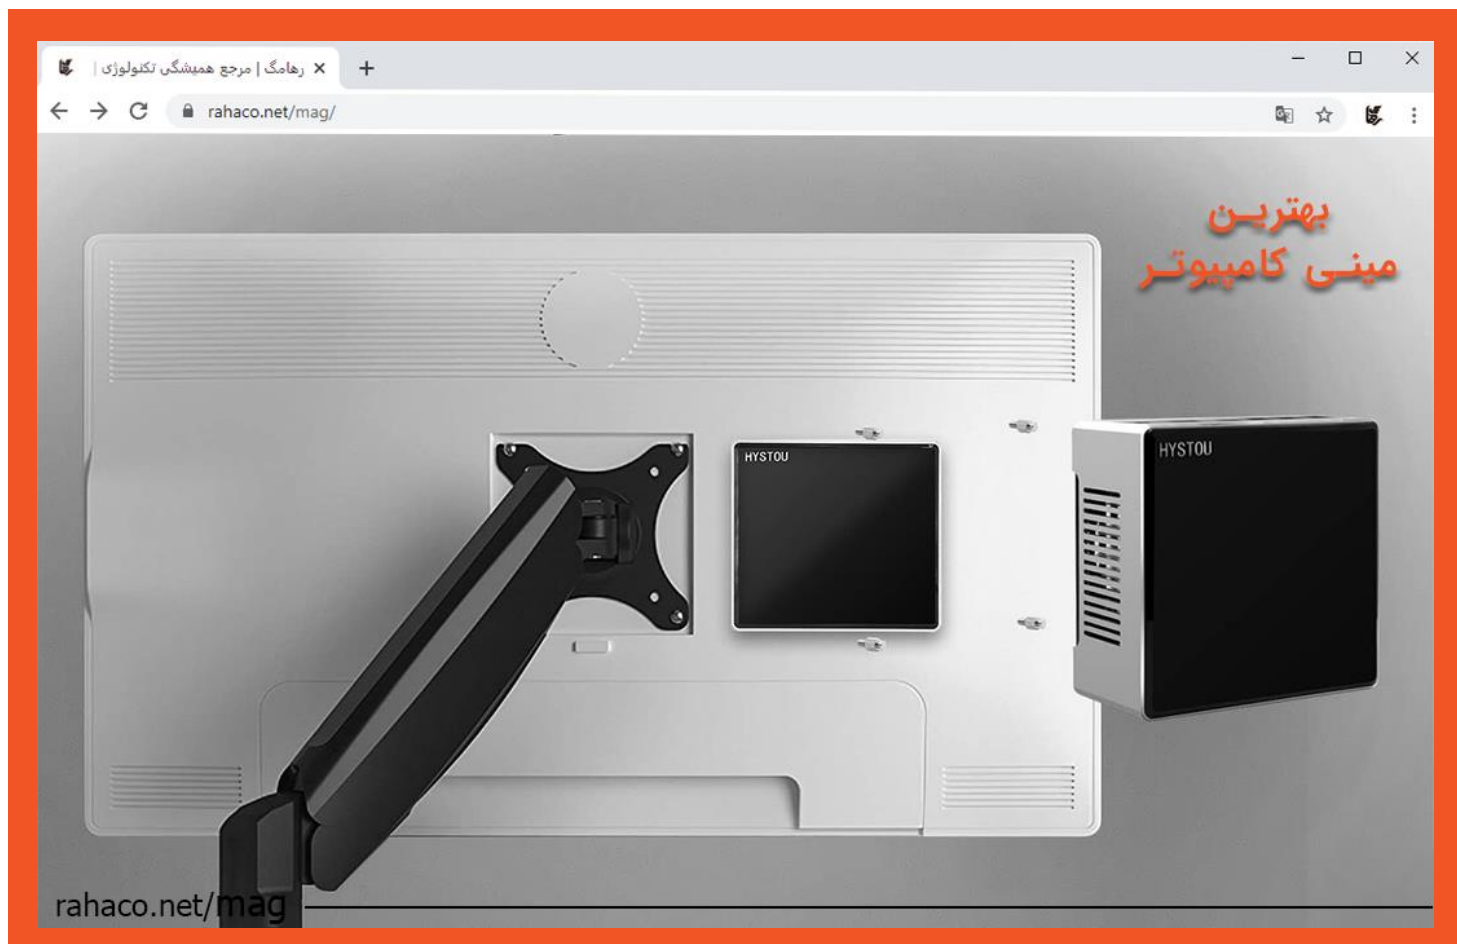 رهامگ | مرجع همیشگی تکنولوژی |
rahaco.net/mag/
بهترین
مینی کامپیوتر
HYSTOU
HYSTOU
rahaco.net/mag